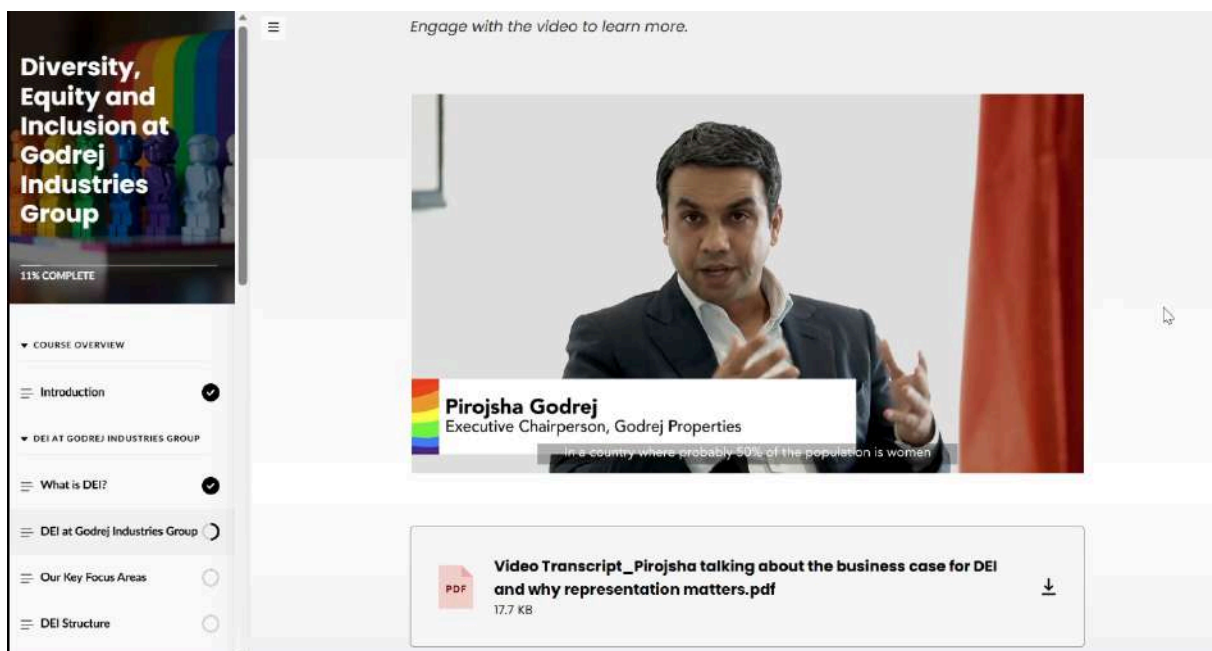 Diversity,
Equity and
Inclusion at
Godrej
Industries
Group
11% COMPLETE
COURSE OVERVIEW
Introduction
DEI AT GODREJ INDUSTRIES GROUP
What is DEI?
DEI at Godrej Industries Group
Our Key Focus Areas
DEI Structure
Engage with the video to learn more.
Pirojsha Godrej
Executive Chairperson, Godrej Properties
In a country where probably 50% of the population is women
PDF
Video Transcript_Pirojsha talking about the business case for DEI
and why representation matters.pdf
17.7 KB